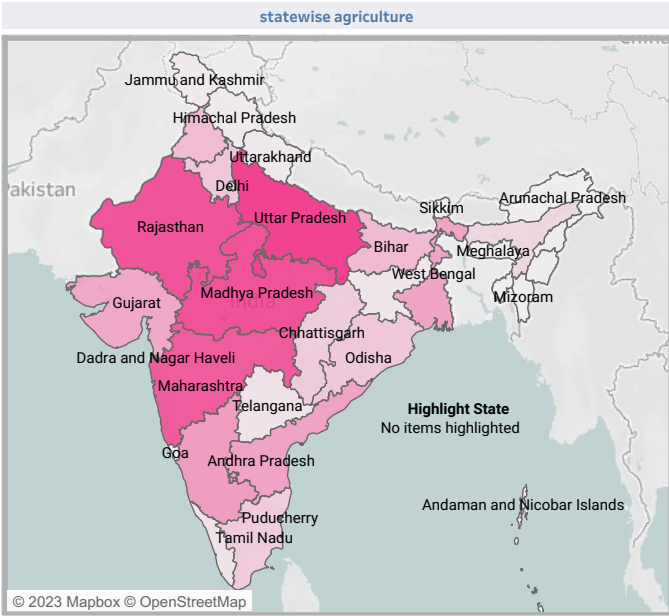 statewise agriculture
Jammu and Kashmir
Himachal Pradesh
Uttarakhand
Delhi
Pakistan
Rajasthan
Uttar Pradesh
Sikkim
Arunachal Pradesh
Bihar
Meghalaya
West Bengal
Madhya Pradesh
India
Gujarat
Mizoram
Chhattisgarh
Dadra and Nagar Haveli
Odisha
Maharashtra
Telangana
Highlight State
No items highlighted
Goa
Andhra Pradesh
Andaman and Nicobar Islands
Puducherry
Tamil Nadu
© 2023 Mapbox © OpenStreetMap